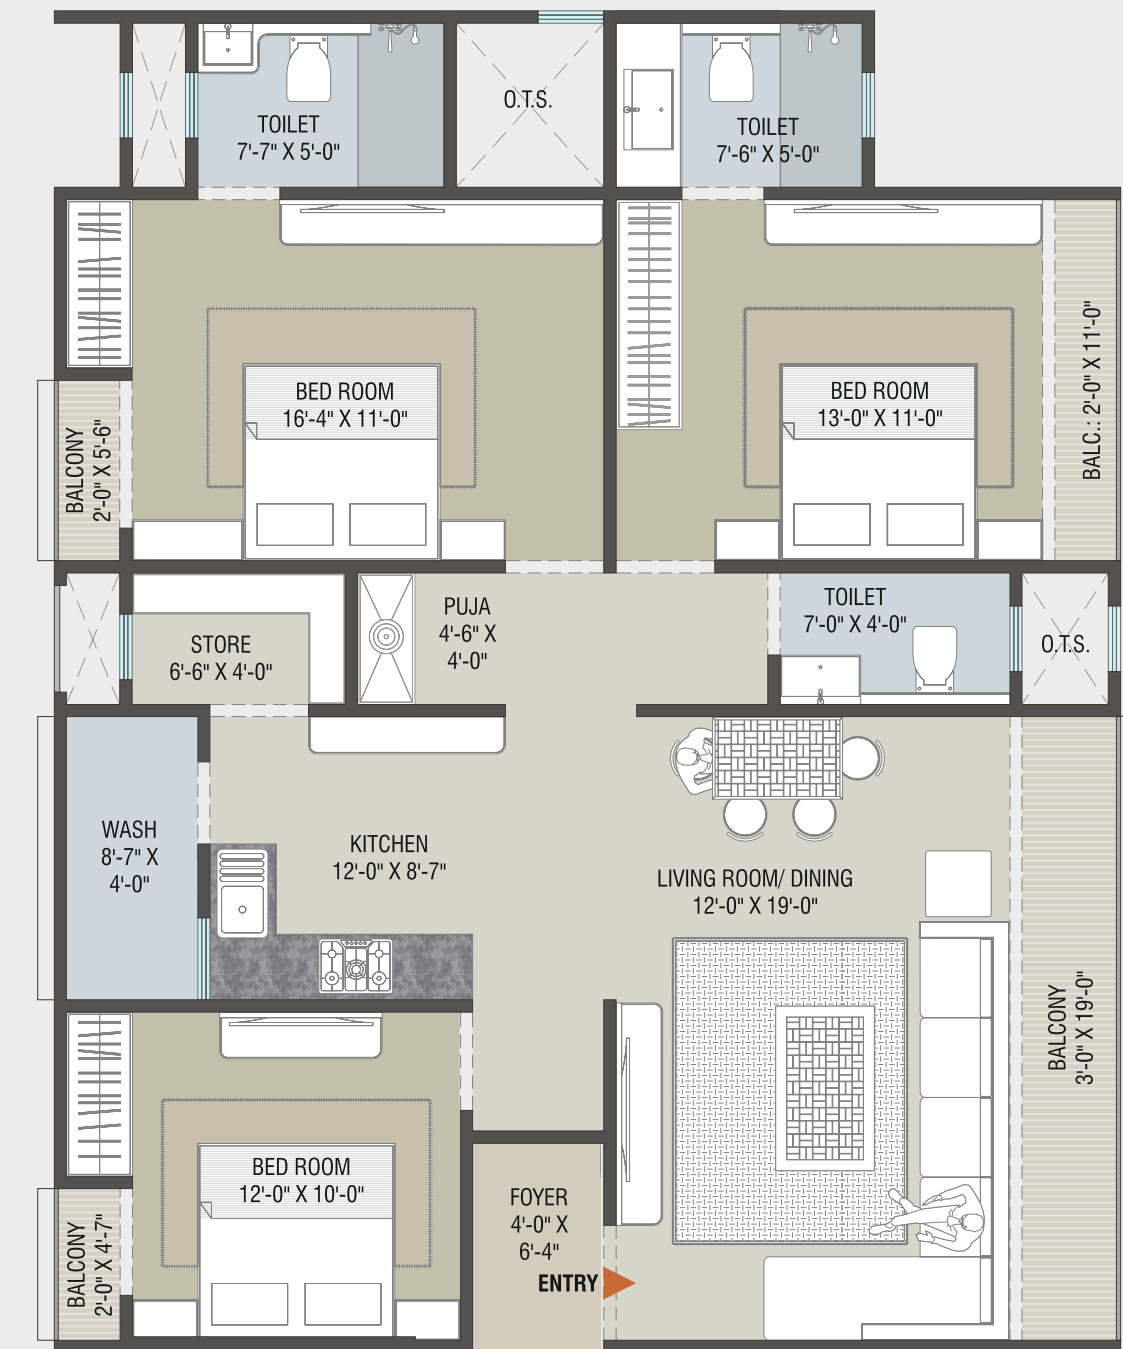 TOILET
7'-7" X 5'-0"
O.T.S.
TOILET
7'-6" X 5'-0"
BED ROOM
16'-4" X 11'-0"
BED ROOM
13'-0" X 11'-0"
BALC.: 2'-0" X 11'-0"
BALCONY
2'-0" X 5'-6"
STORE
6'-6" X 4'-0"
PUJA
4'-6" X
4'-0"
TOILET
7'-0" X 4'-0"
O.T.S.
WASH
8'-7" X
4'-0"
KITCHEN
12'-0" X 8'-7"
LIVING ROOM/ DINING
12'-0" X 19'-0"
BALCONY
3'-0" X 19'-0"
BED ROOM
12'-0" X 10'-0"
BALCONY
2'-0" X 4'-7"
FOYER
4'-0" X
6'-4"
ENTRY